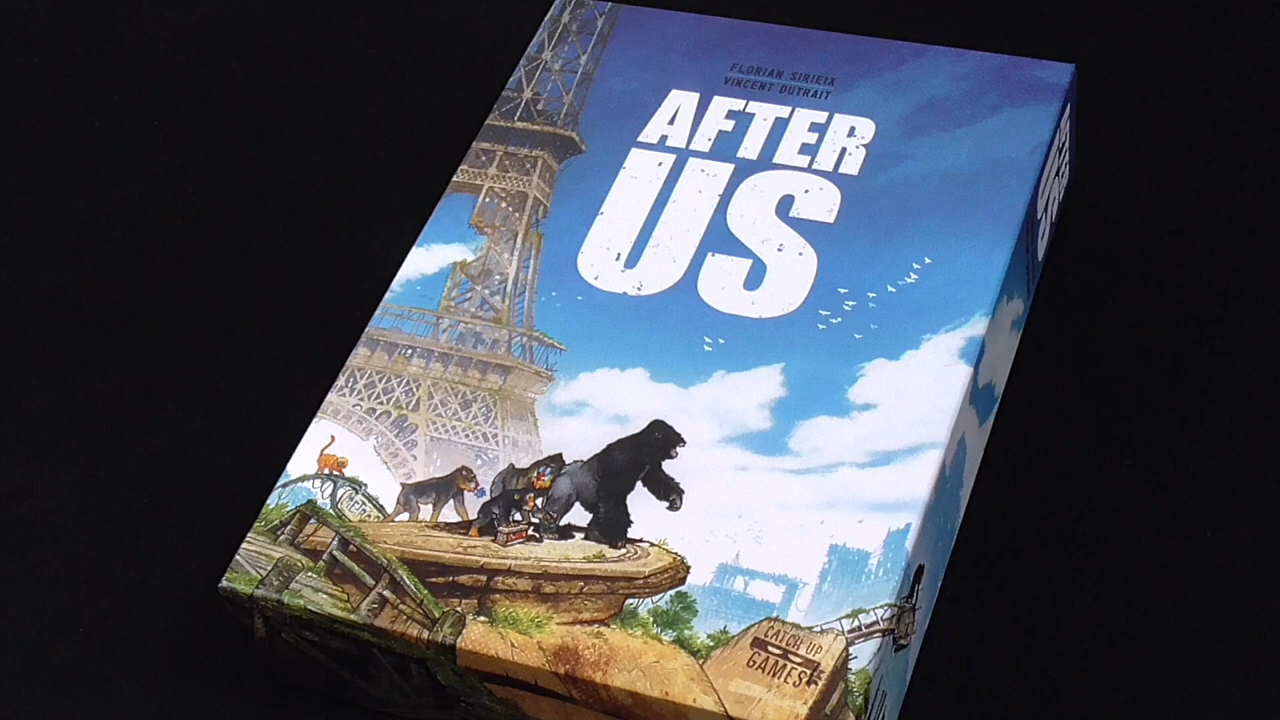 FLORIAN SIRIEIX
VINCENT DUTRAIT
AFTER
US
CATCH UP
GAMES